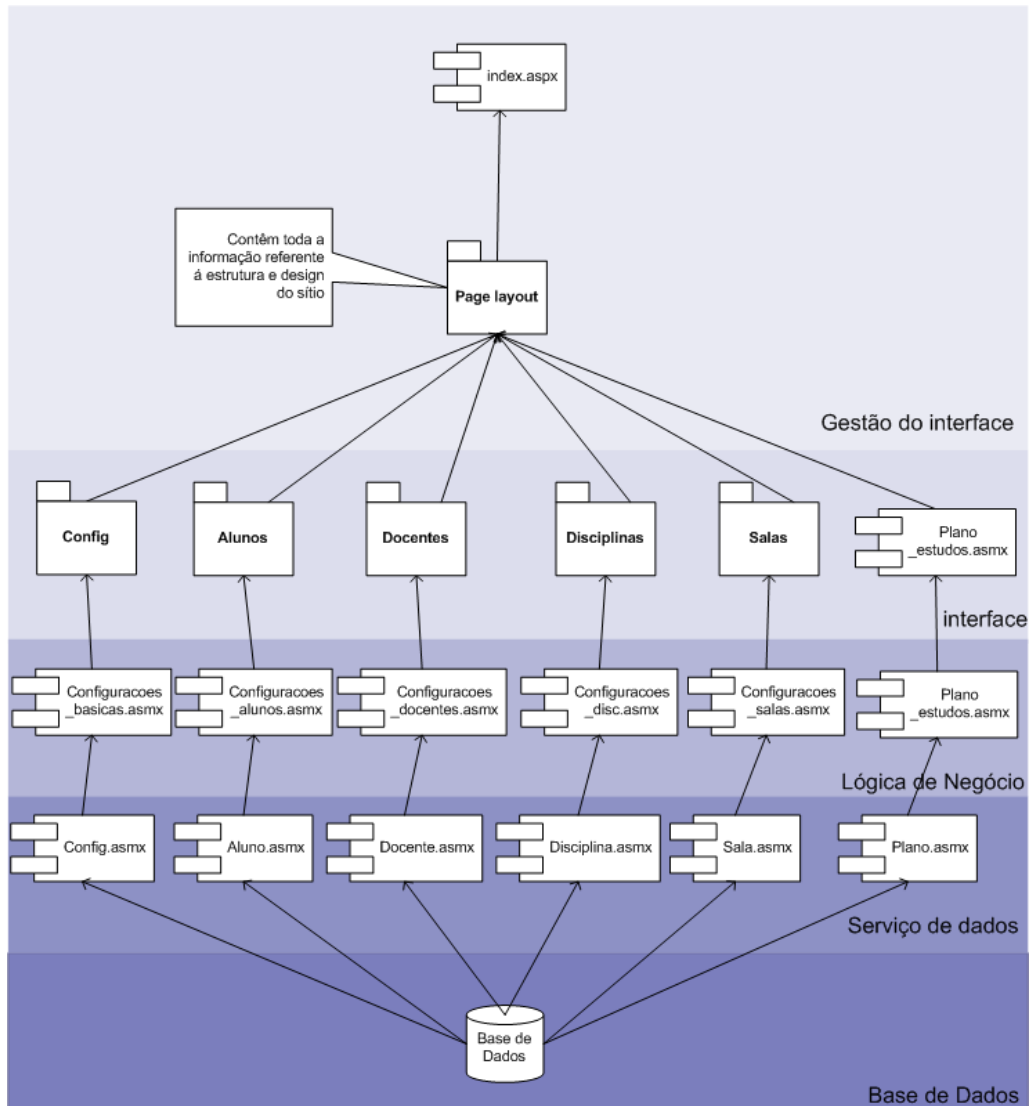 index.aspx
Contêm toda a
informação referente
á estrutura e design
do sítio
Page layout
Gestão do interface
Config
Alunos
Docentes
Disciplinas
Salas
Plano
_estudos.asmx
interface
Configuracoes
_basicas.asmx
Configuracoes
_alunos.asmx
Configuracoes
_docentes.asmx
Configuracoes
_disc.asmx
Configuracoes
_salas.asmx
Plano
_estudos.asmx
Lógica de Negócio
Config.asmx
Aluno.asmx
Docente.asmx
Disciplina.asmx
Sala.asmx
Plano.asmx
Serviço de dados
Base de
Dados
Base de Dados